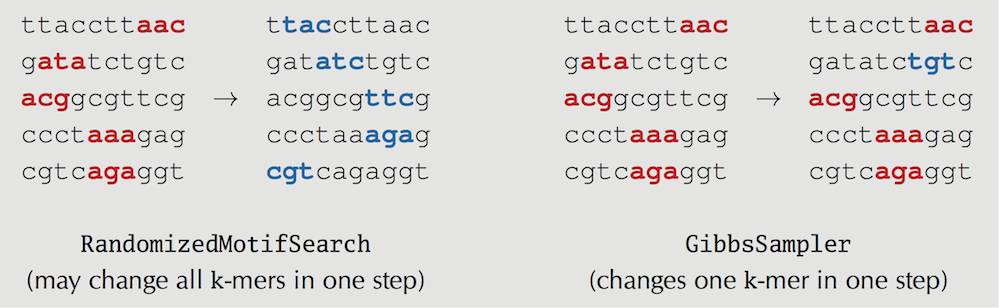 ttaccttaac ttaccttaac ttaccttaac ttaccttaac
gatatctgtc gatatctgtc gatatctgtc gatatctgtc
acggcgttcg → acggcgttcg acggcgttcg → acggcgttcg
ccctaaagag ccctaaagag ccctaaagag ccctaaagag
cgtcagaggt cgtcagaggt cgtcagaggt cgtcagaggt
RandomizedMotifSearch GibbsSampler
(may change all k-mers in one step) (changes one k-mer in one step)